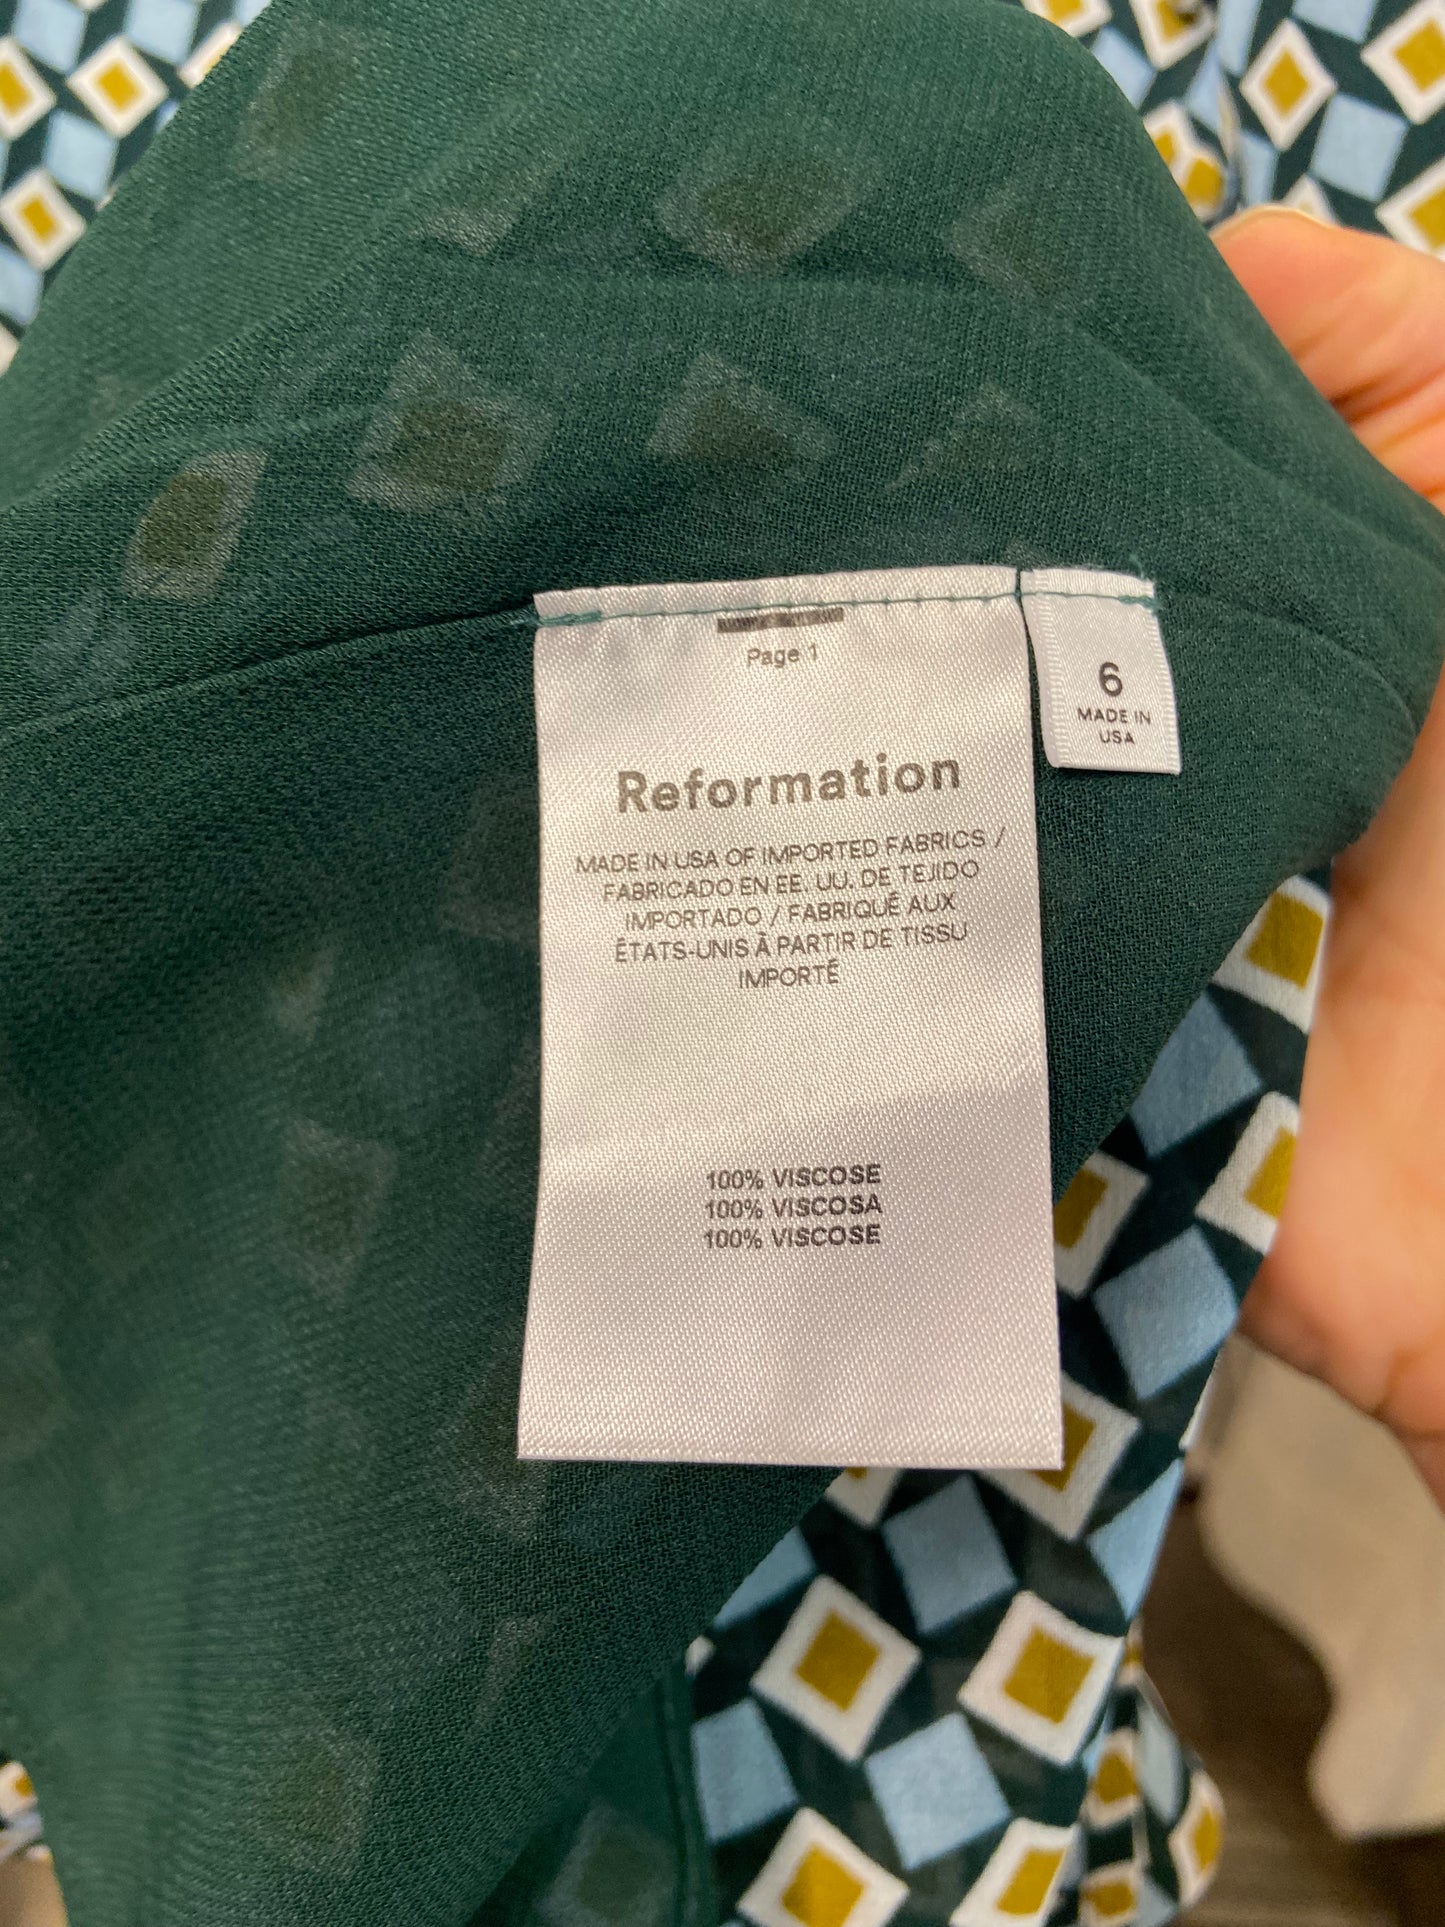 Page 1
Reformation
MADE IN USA OF IMPORTED FABRICS /
FABRICADO EN EE. UU. DE TEJIDO
IMPORTADO / FABRIQUÉ AUX
ÉTATS-UNIS À PARTIR DE TISSU
IMPORTÉ
100% VISCOSE
100% VISCOSA
100% VISCOSE
6
MADE IN
USA